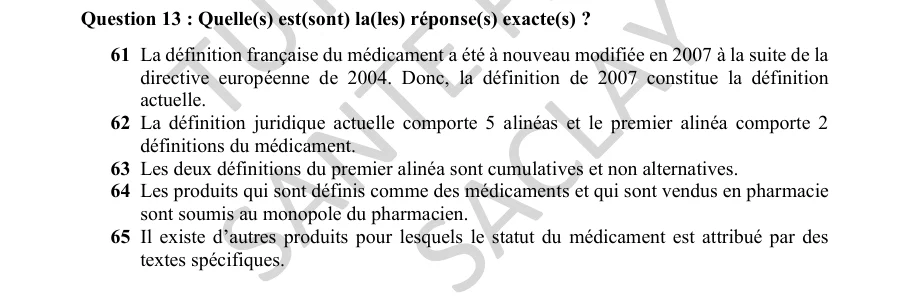 Question 13 : Quelle(s) est(sont) la(les) réponse(s) exacte(s) ?
61 La définition française du médicament a été à nouveau modifiée en 2007 à la suite de la
directive européenne de 2004. Donc, la définition de 2007 constitue la définition
actuelle.
62 La définition juridique actuelle comporte 5 alinéas et le premier alinéa comporte 2
définitions du médicament.
63 Les deux définitions du premier alinéa sont cumulatives et non alternatives.
64 Les produits qui sont définis comme des médicaments et qui sont vendus en pharmacie
sont soumis au monopole du pharmacien.
65 Il existe d'autres produits pour lesquels le statut du médicament est attribué par des
textes spécifiques.
SANTE
SACLAY